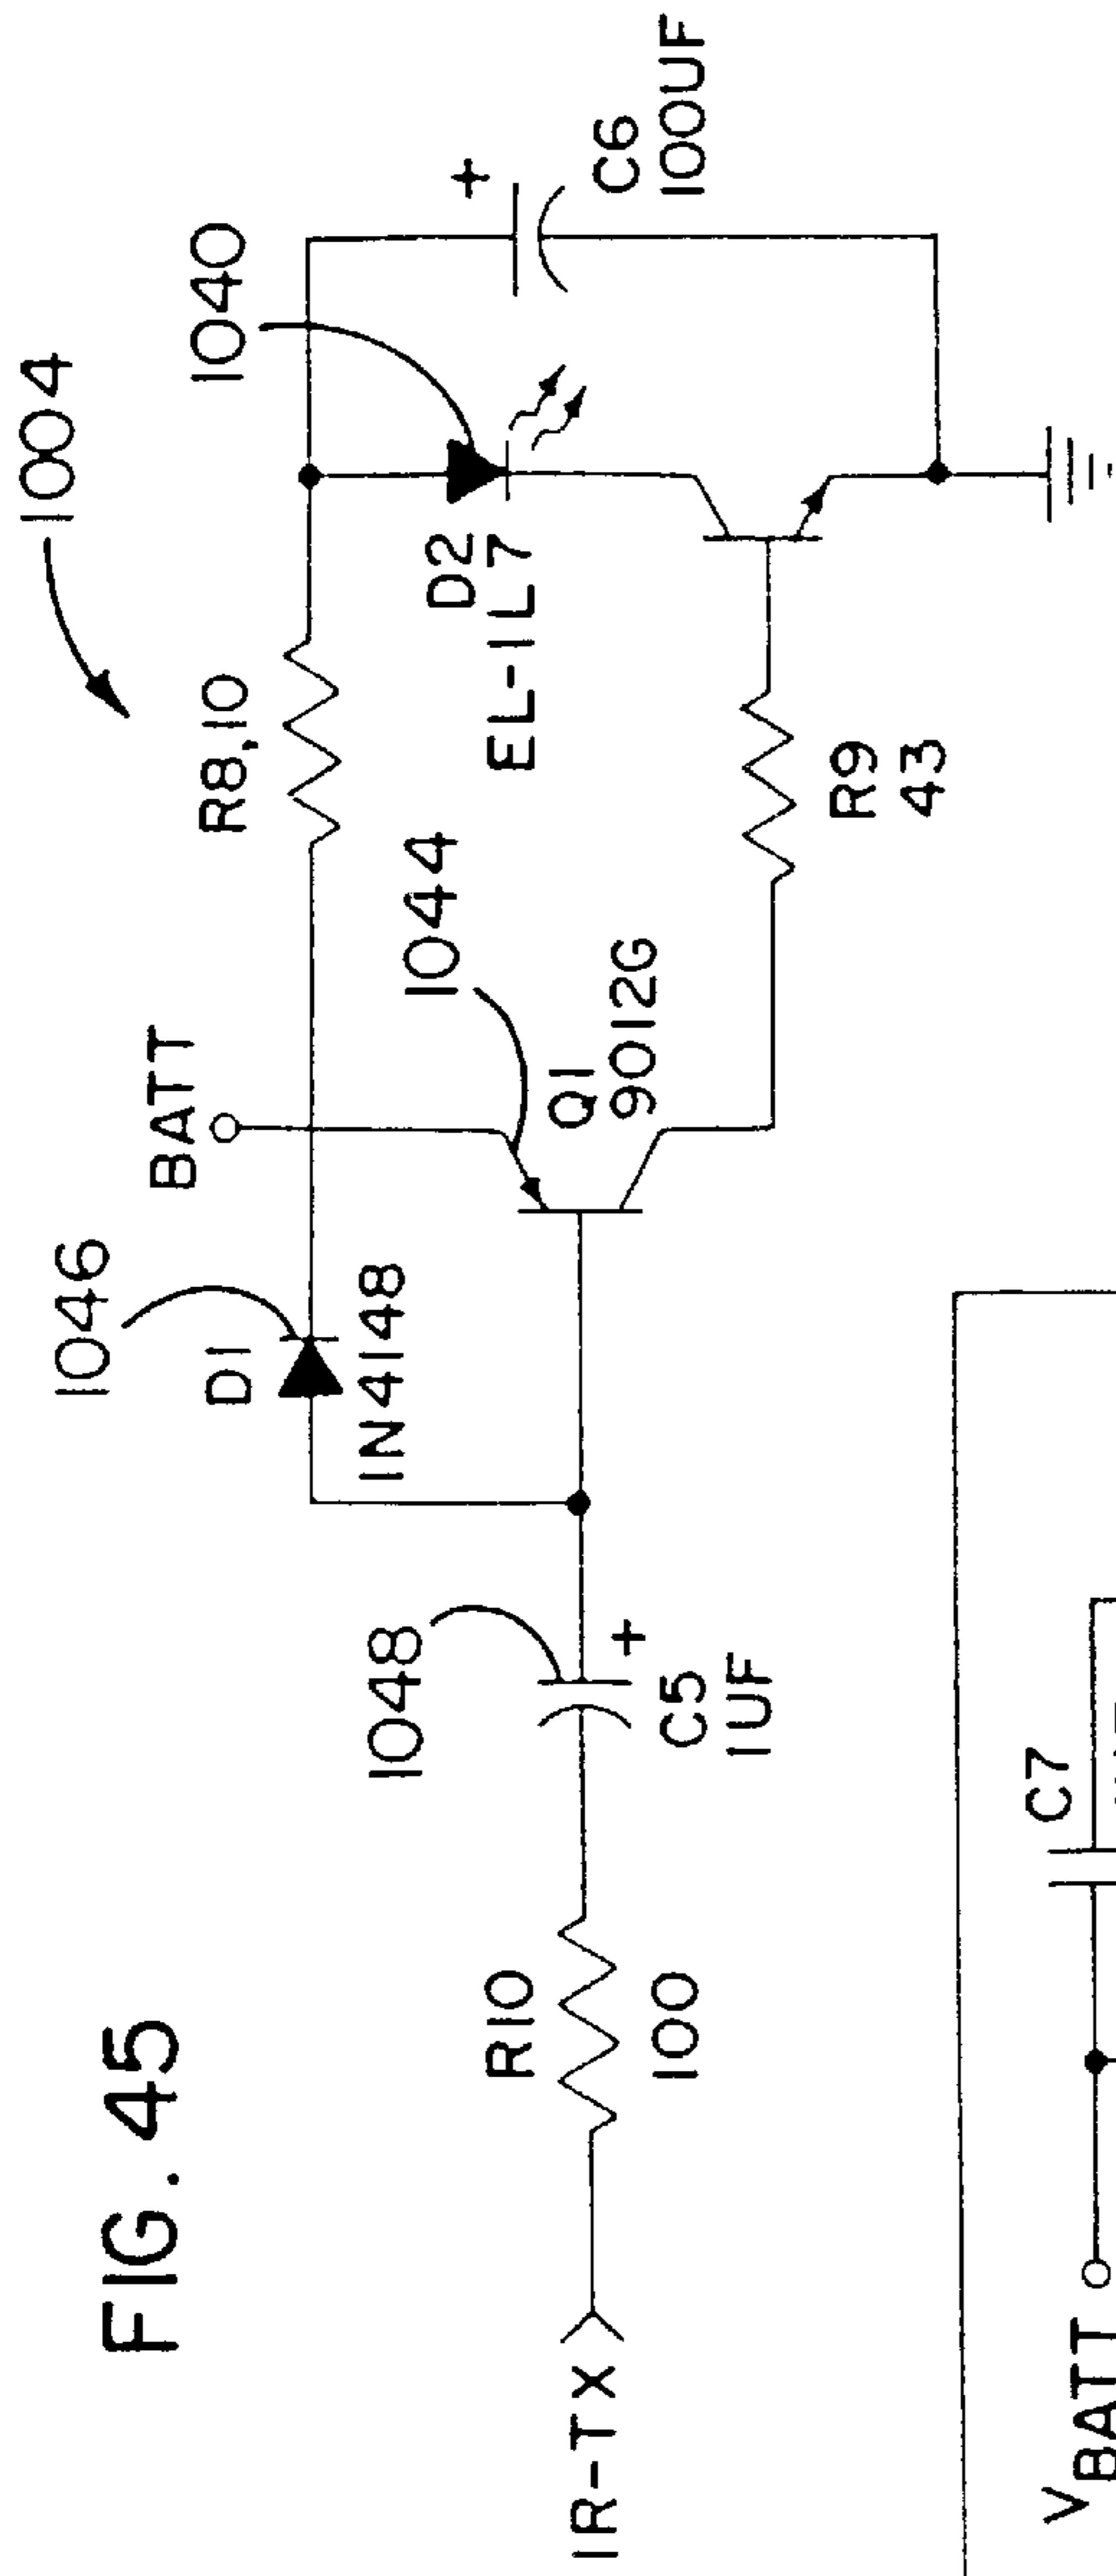 FIG. 45
1004
1046
BATT
R8,10
1040
D1
1N4148
1044
D2
EL-1L7
+
C6
100UF
1048
Q1
9012G
IR-TX
R10
100
+
C5
1UF
R9
43
VBATT
C7